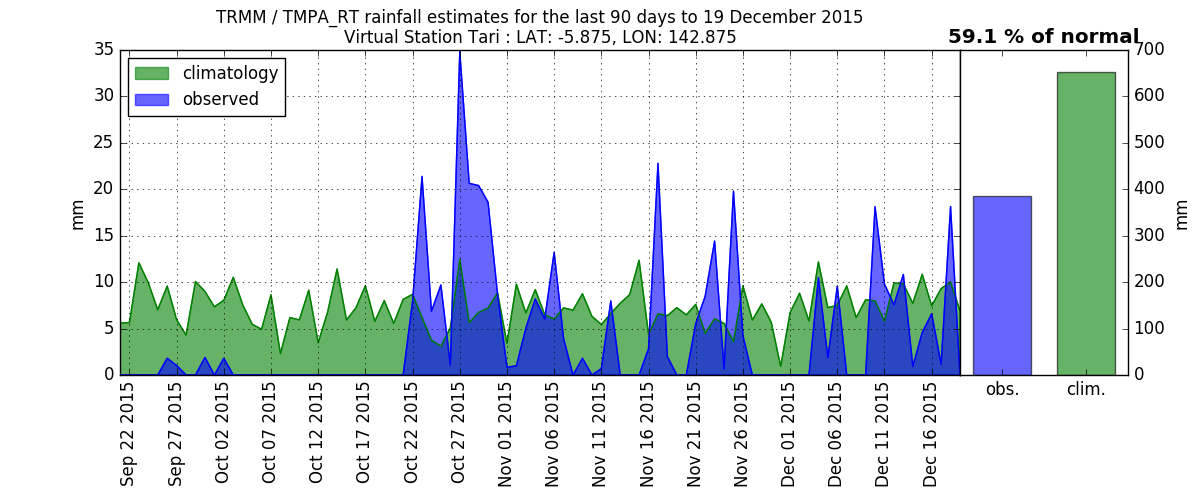 TRMM / TMPA_RT rainfall estimates for the last 90 days to 19 December 2015
Virtual Station Tari : LAT: -5.875, LON: 142.875
59.1 % of normal
climatology
observed
35
30
25
20
15
10
5
0
mm
Sep 22 2015
Sep 27 2015
Oct 02 2015
Oct 07 2015
Oct 12 2015
Oct 17 2015
Oct 22 2015
Oct 27 2015
Nov 01 2015
Nov 06 2015
Nov 11 2015
Nov 16 2015
Nov 21 2015
Nov 26 2015
Dec 01 2015
Dec 06 2015
Dec 11 2015
Dec 16 2015
obs.
clim.
700
600
500
400
300
200
100
0
mm